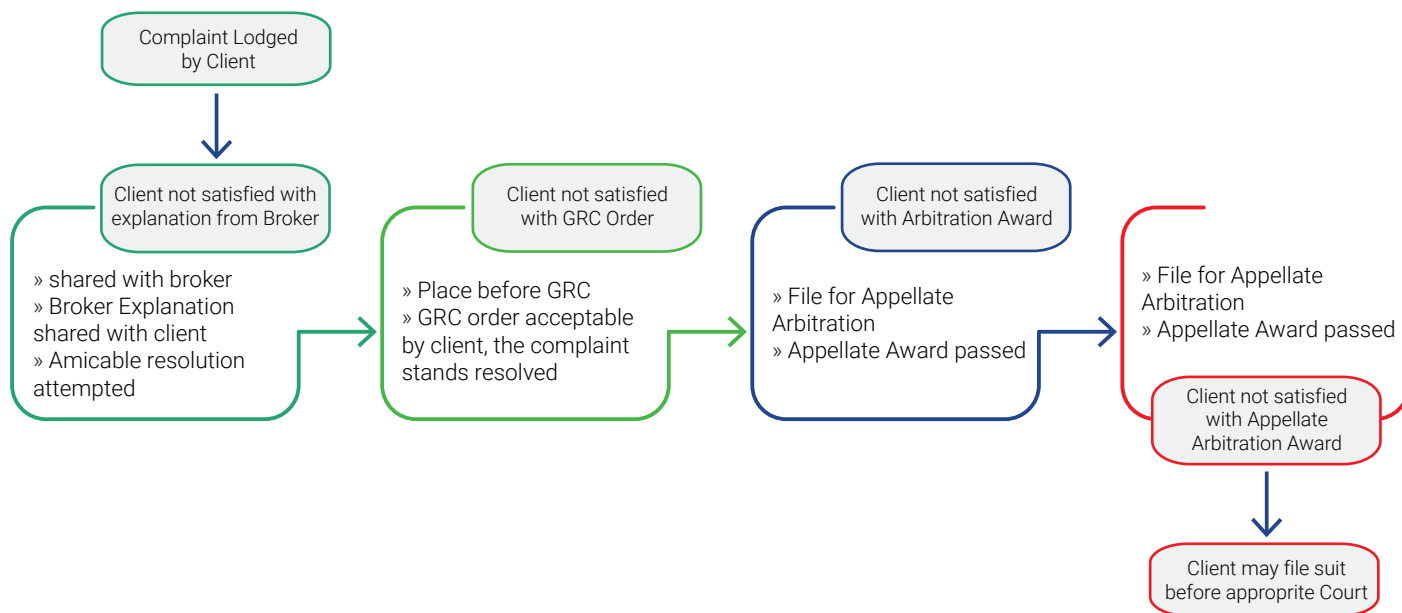 Complaint Lodged
by Client
Client not satisfied with
explanation from Broker
» shared with broker
» Broker Explanation
shared with client
» Amicable resolution
attempted
Client not satisfied
with GRC Order
» Place before GRC
» GRC order acceptable
by client, the complaint
stands resolved
Client not satisfied
with Arbitration Award
» File for Appellate
Arbitration
» Appellate Award passed
» File for Appellate
Arbitration
» Appellate Award passed
Client not satisfied
with Appellate
Arbitration Award
Client may file suit
before approprite Court